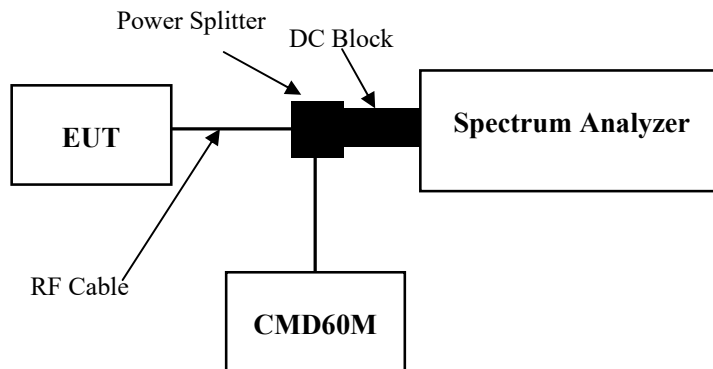 Power Splitter
DC Block
EUT
Spectrum Analyzer
RF Cable
CMD60M